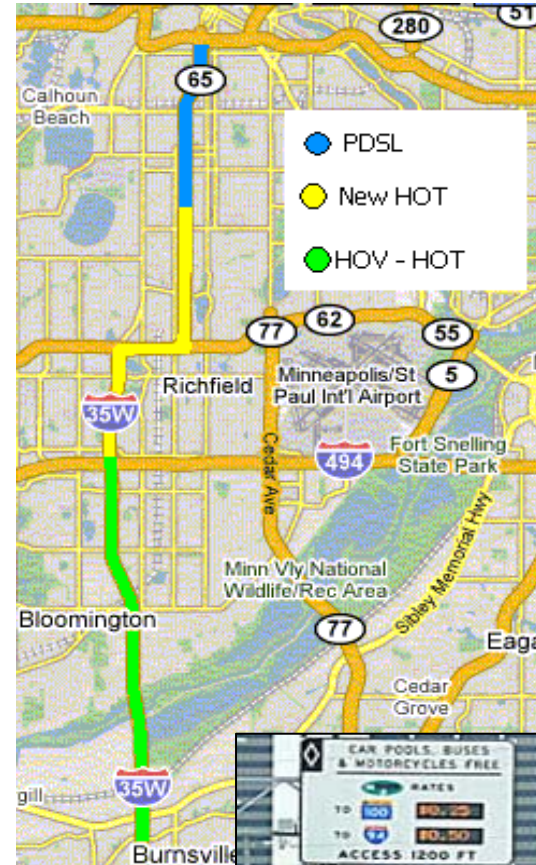 51
280
65
Calhoun
Beach
PDSL
New HOT
HOV - HOT
77
62
55
Richfield
Minneapolis/St
Paul Int'l Airport
5
35W
Cedar Ave
494
Fort Snelling
State Park
Minn Vly National
Wildlife/Rec Area
Sibley Memorial Hwy
Bloomington
77
Eaga
Cedar
Grove
CAR POOLS, BUSES
& MOTORCYCLES FREE
RATES
TO 100 $0.25
TO 94 $0.50
ACCESS 1200 FT
35W
gill
Burnsville